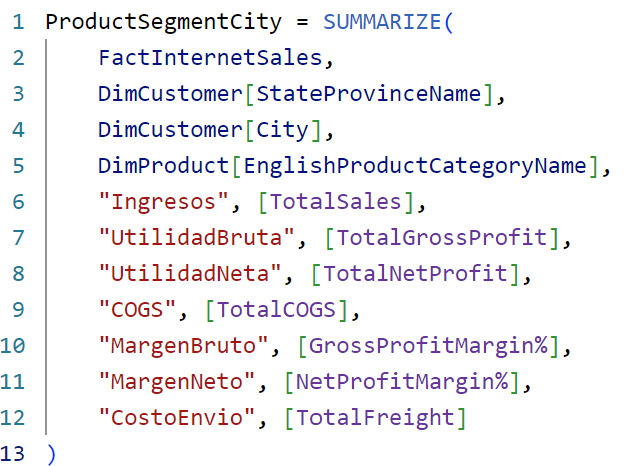 1 ProductSegmentCity = SUMMARIZE(
2 FactInternetSales,
3 DimCustomer[StateProvinceName],
4 DimCustomer[City],
5 DimProduct[EnglishProductCategoryName],
6 "Ingresos", [TotalSales],
7 "UtilidadBruta", [TotalGrossProfit],
8 "UtilidadNeta", [TotalNetProfit],
9 "COGS", [TotalCOGS],
10 "MargenBruto", [GrossProfitMargin%],
11 "MargenNeto", [NetProfitMargin%],
12 "CostoEnvio", [TotalFreight]
13 )